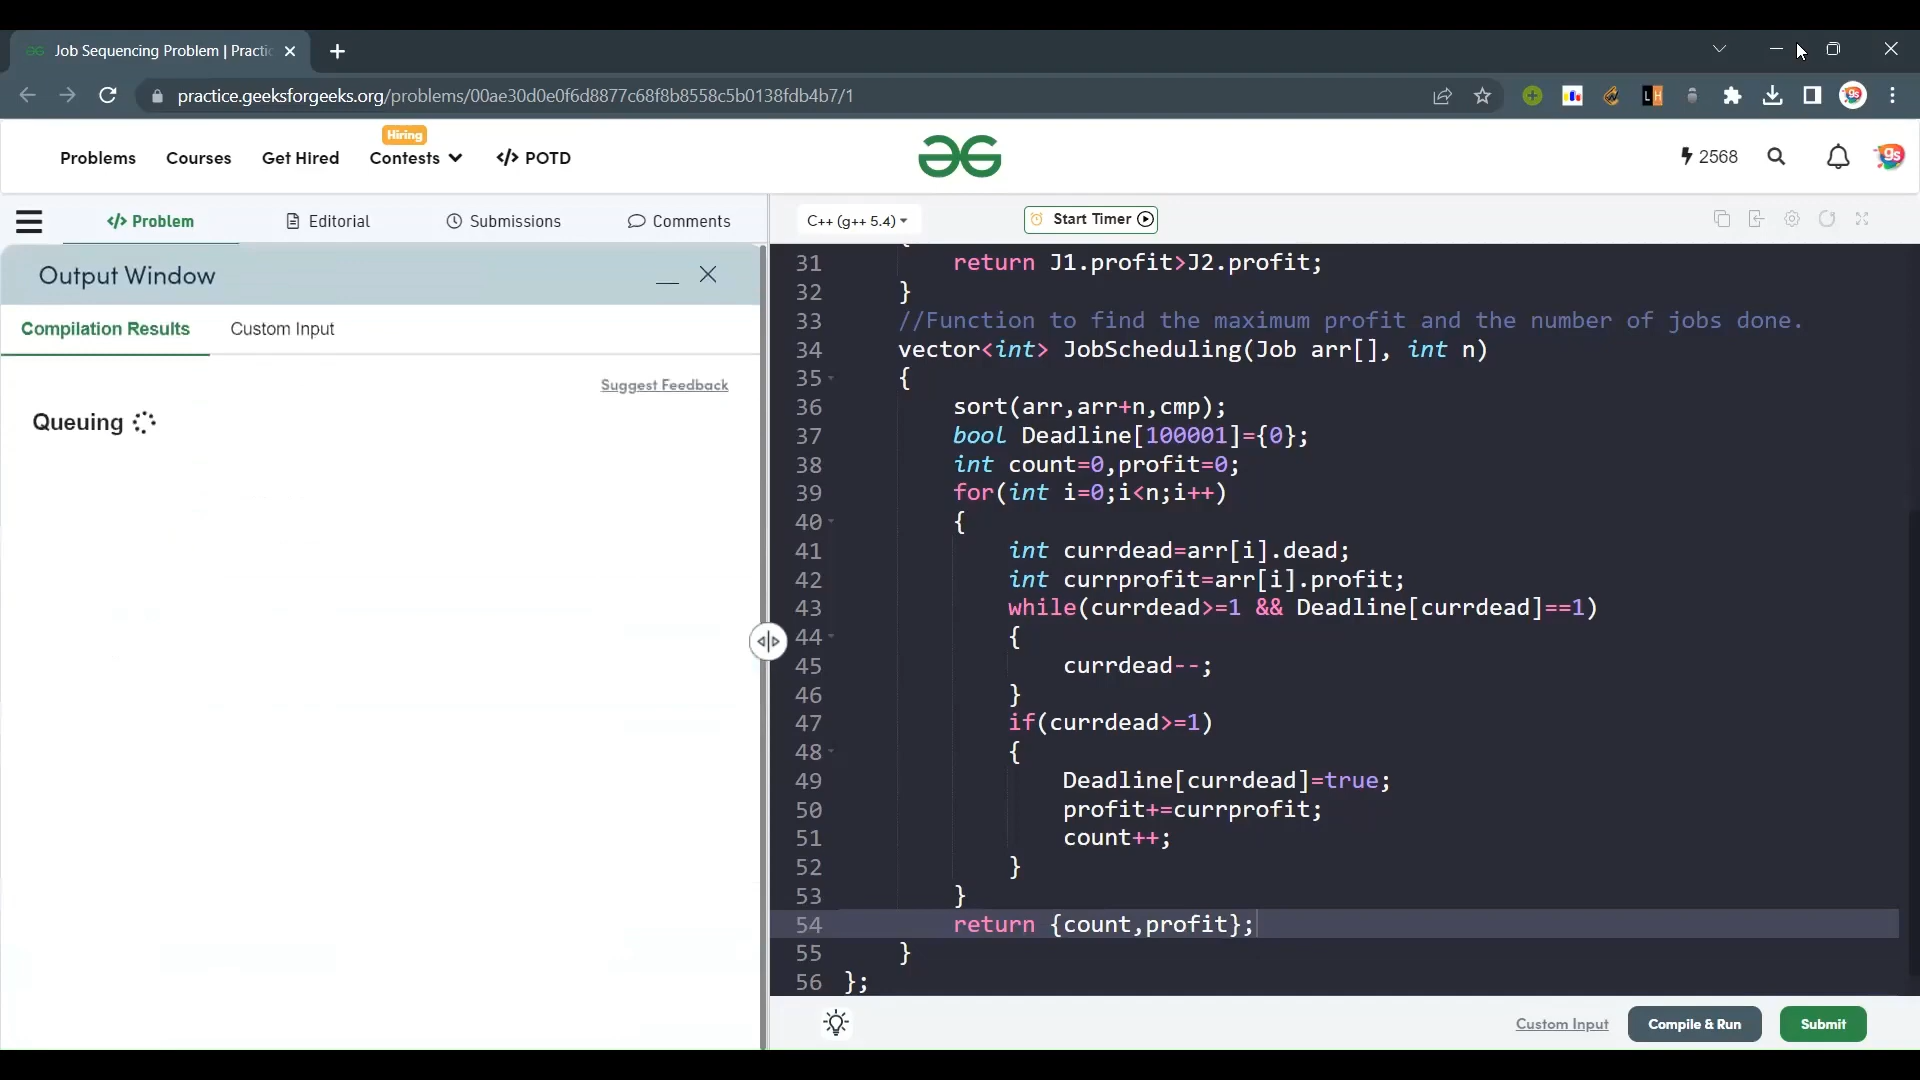 Job Sequencing Problem | Practic
practice.geeksforgeeks.org/problems/00ae30d0e0f6d8877c68f8b8558c5b0138fdb4b7/1
LH
gs
Hiring
Problems Courses Get Hired Contests </> POTD
2568
gs
</> Problem Editorial Submissions Comments
C++ (g++ 5.4) Start Timer
Output Window
Compilation Results Custom Input
Suggest Feedback
Queuing
31 return J1.profit>J2.profit;
32 }
33 //Function to find the maximum profit and the number of jobs done.
34 vector<int> JobScheduling(Job arr[], int n)
35 {
36 sort(arr,arr+n,cmp);
37 bool Deadline[100001]={0};
38 int count=0,profit=0;
39 for(int i=0;i<n;i++)
40 {
41 int currdead=arr[i].dead;
42 int currprofit=arr[i].profit;
43 while(currdead>=1 && Deadline[currdead]==1)
44 {
45 currdead--;
46 }
47 if(currdead>=1)
48 {
49 Deadline[currdead]=true;
50 profit+=currprofit;
51 count++;
52 }
53 }
54 return {count,profit};
55 }
56 };
Custom Input Compile & Run Submit